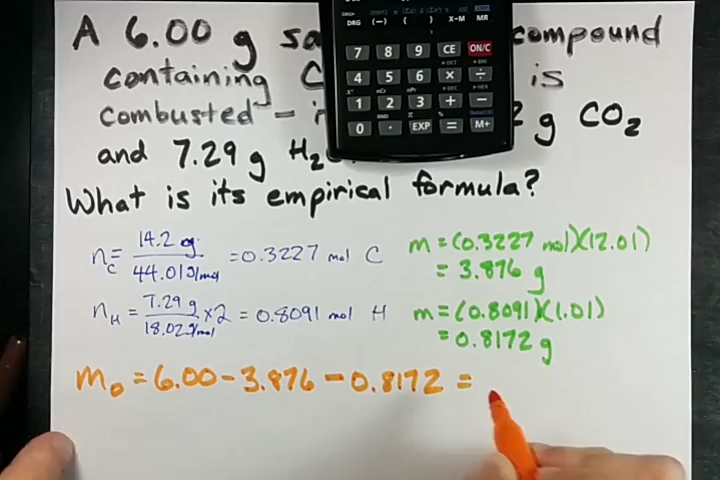 A 6.00 g compound
containing is
combusted - g CO2
and 7.29 g
What is its empirical formula?
nC = 14.2 g / 44.01 g/mol = 0.3227 mol C
m = (0.3227 mol)(12.01)
= 3.876 g
nH = 7.29 g / 18.02 g/mol x 2 = 0.8091 mol H
m = (0.8091)(1.01)
= 0.8172 g
mO = 6.00 - 3.876 - 0.8172 =
DRG (-) ( ) X-M MR
7 8 9 CE ON/C
4 5 6 × ÷
1 2 3 + −
0 . EXP = M+